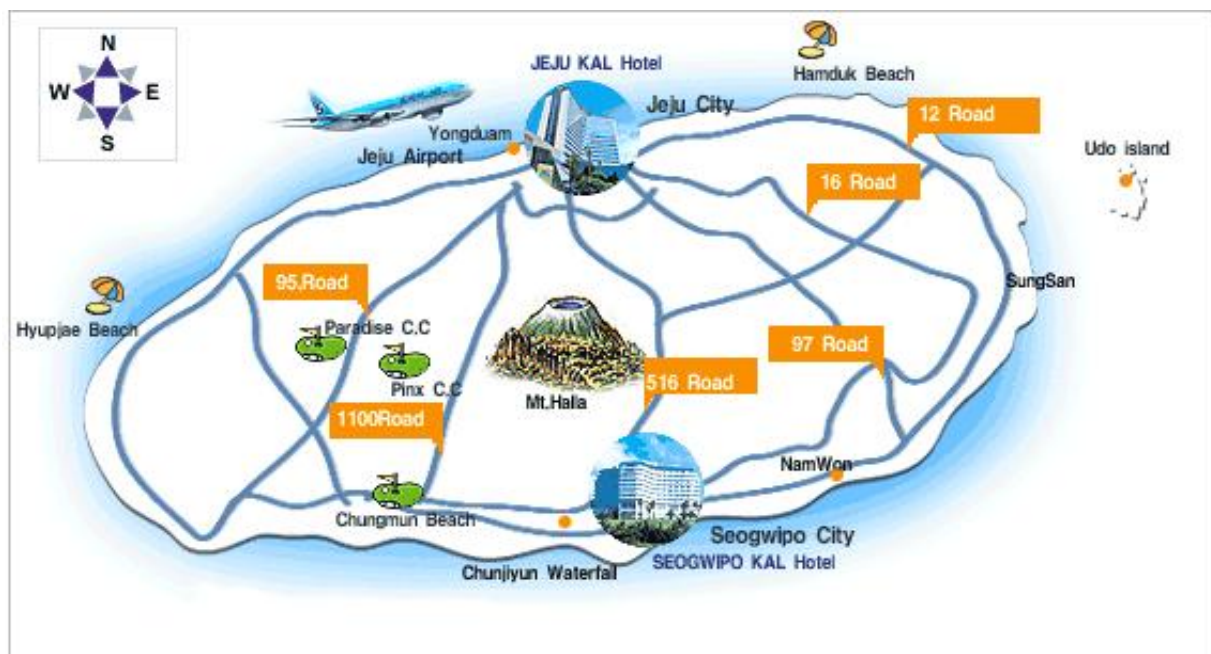 N
JEJU KAL Hotel
Hamduk Beach
W E
Jeju City
12 Road
S
Yongduam
Jeju Airport
Udo island
16 Road
95.Road
SungSan
Hyupjae Beach
Paradise C.C
97 Road
Pinx C.C
516 Road
Mt,Halla
1100Road
NamWon
Chungmun Beach
Seogwipo City
SEOGWIPO KAL Hotel
Chunjiyun Waterfall